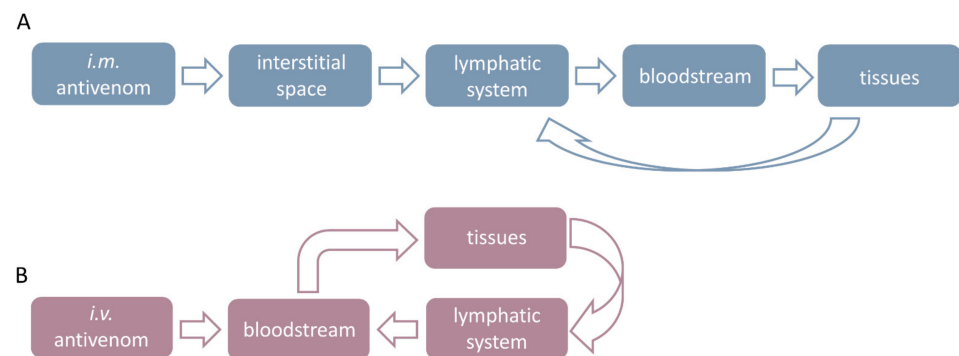 A
i.m.
antivenom
interstitial
space
lymphatic
system
bloodstream
tissues
tissues
B
i.v.
antivenom
bloodstream
lymphatic
system